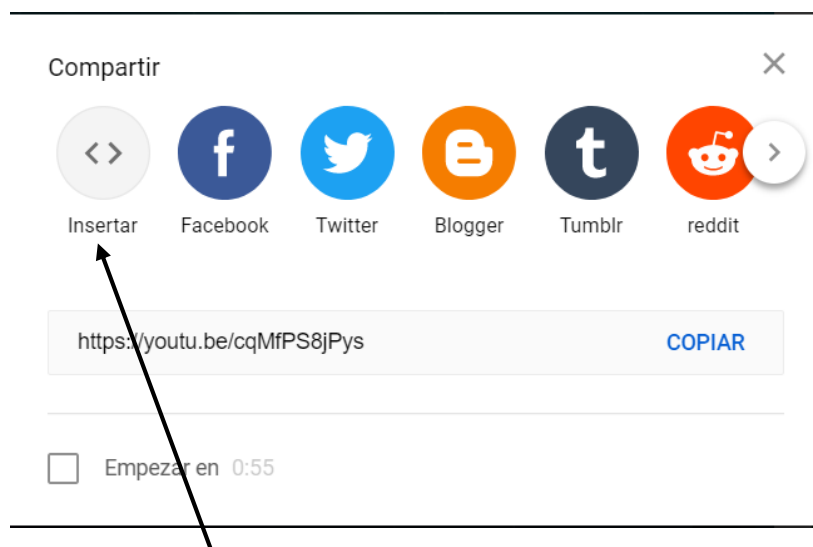 Compartir
Insertar Facebook Twitter Blogger Tumblr reddit
https://youtu.be/cqMfPS8jPys COPIAR
Empezar en 0:55